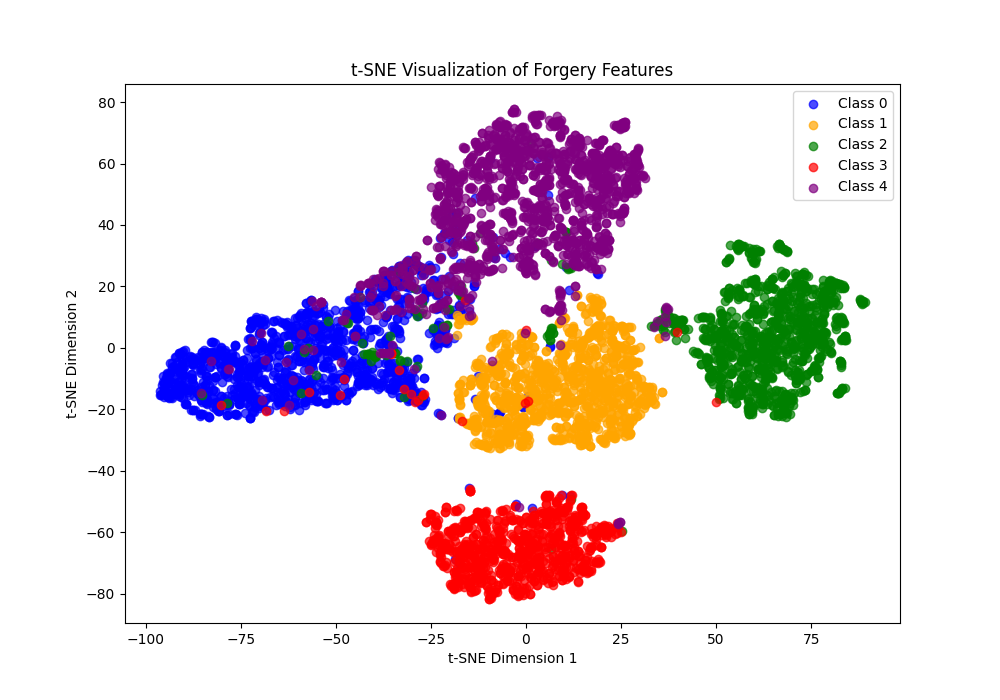 t-SNE Visualization of Forgery Features
Class 0
Class 1
Class 2
Class 3
Class 4
t-SNE Dimension 2
80
60
40
20
0
−20
−40
−60
−80
−100
−75
−50
−25
0
25
50
75
t-SNE Dimension 1